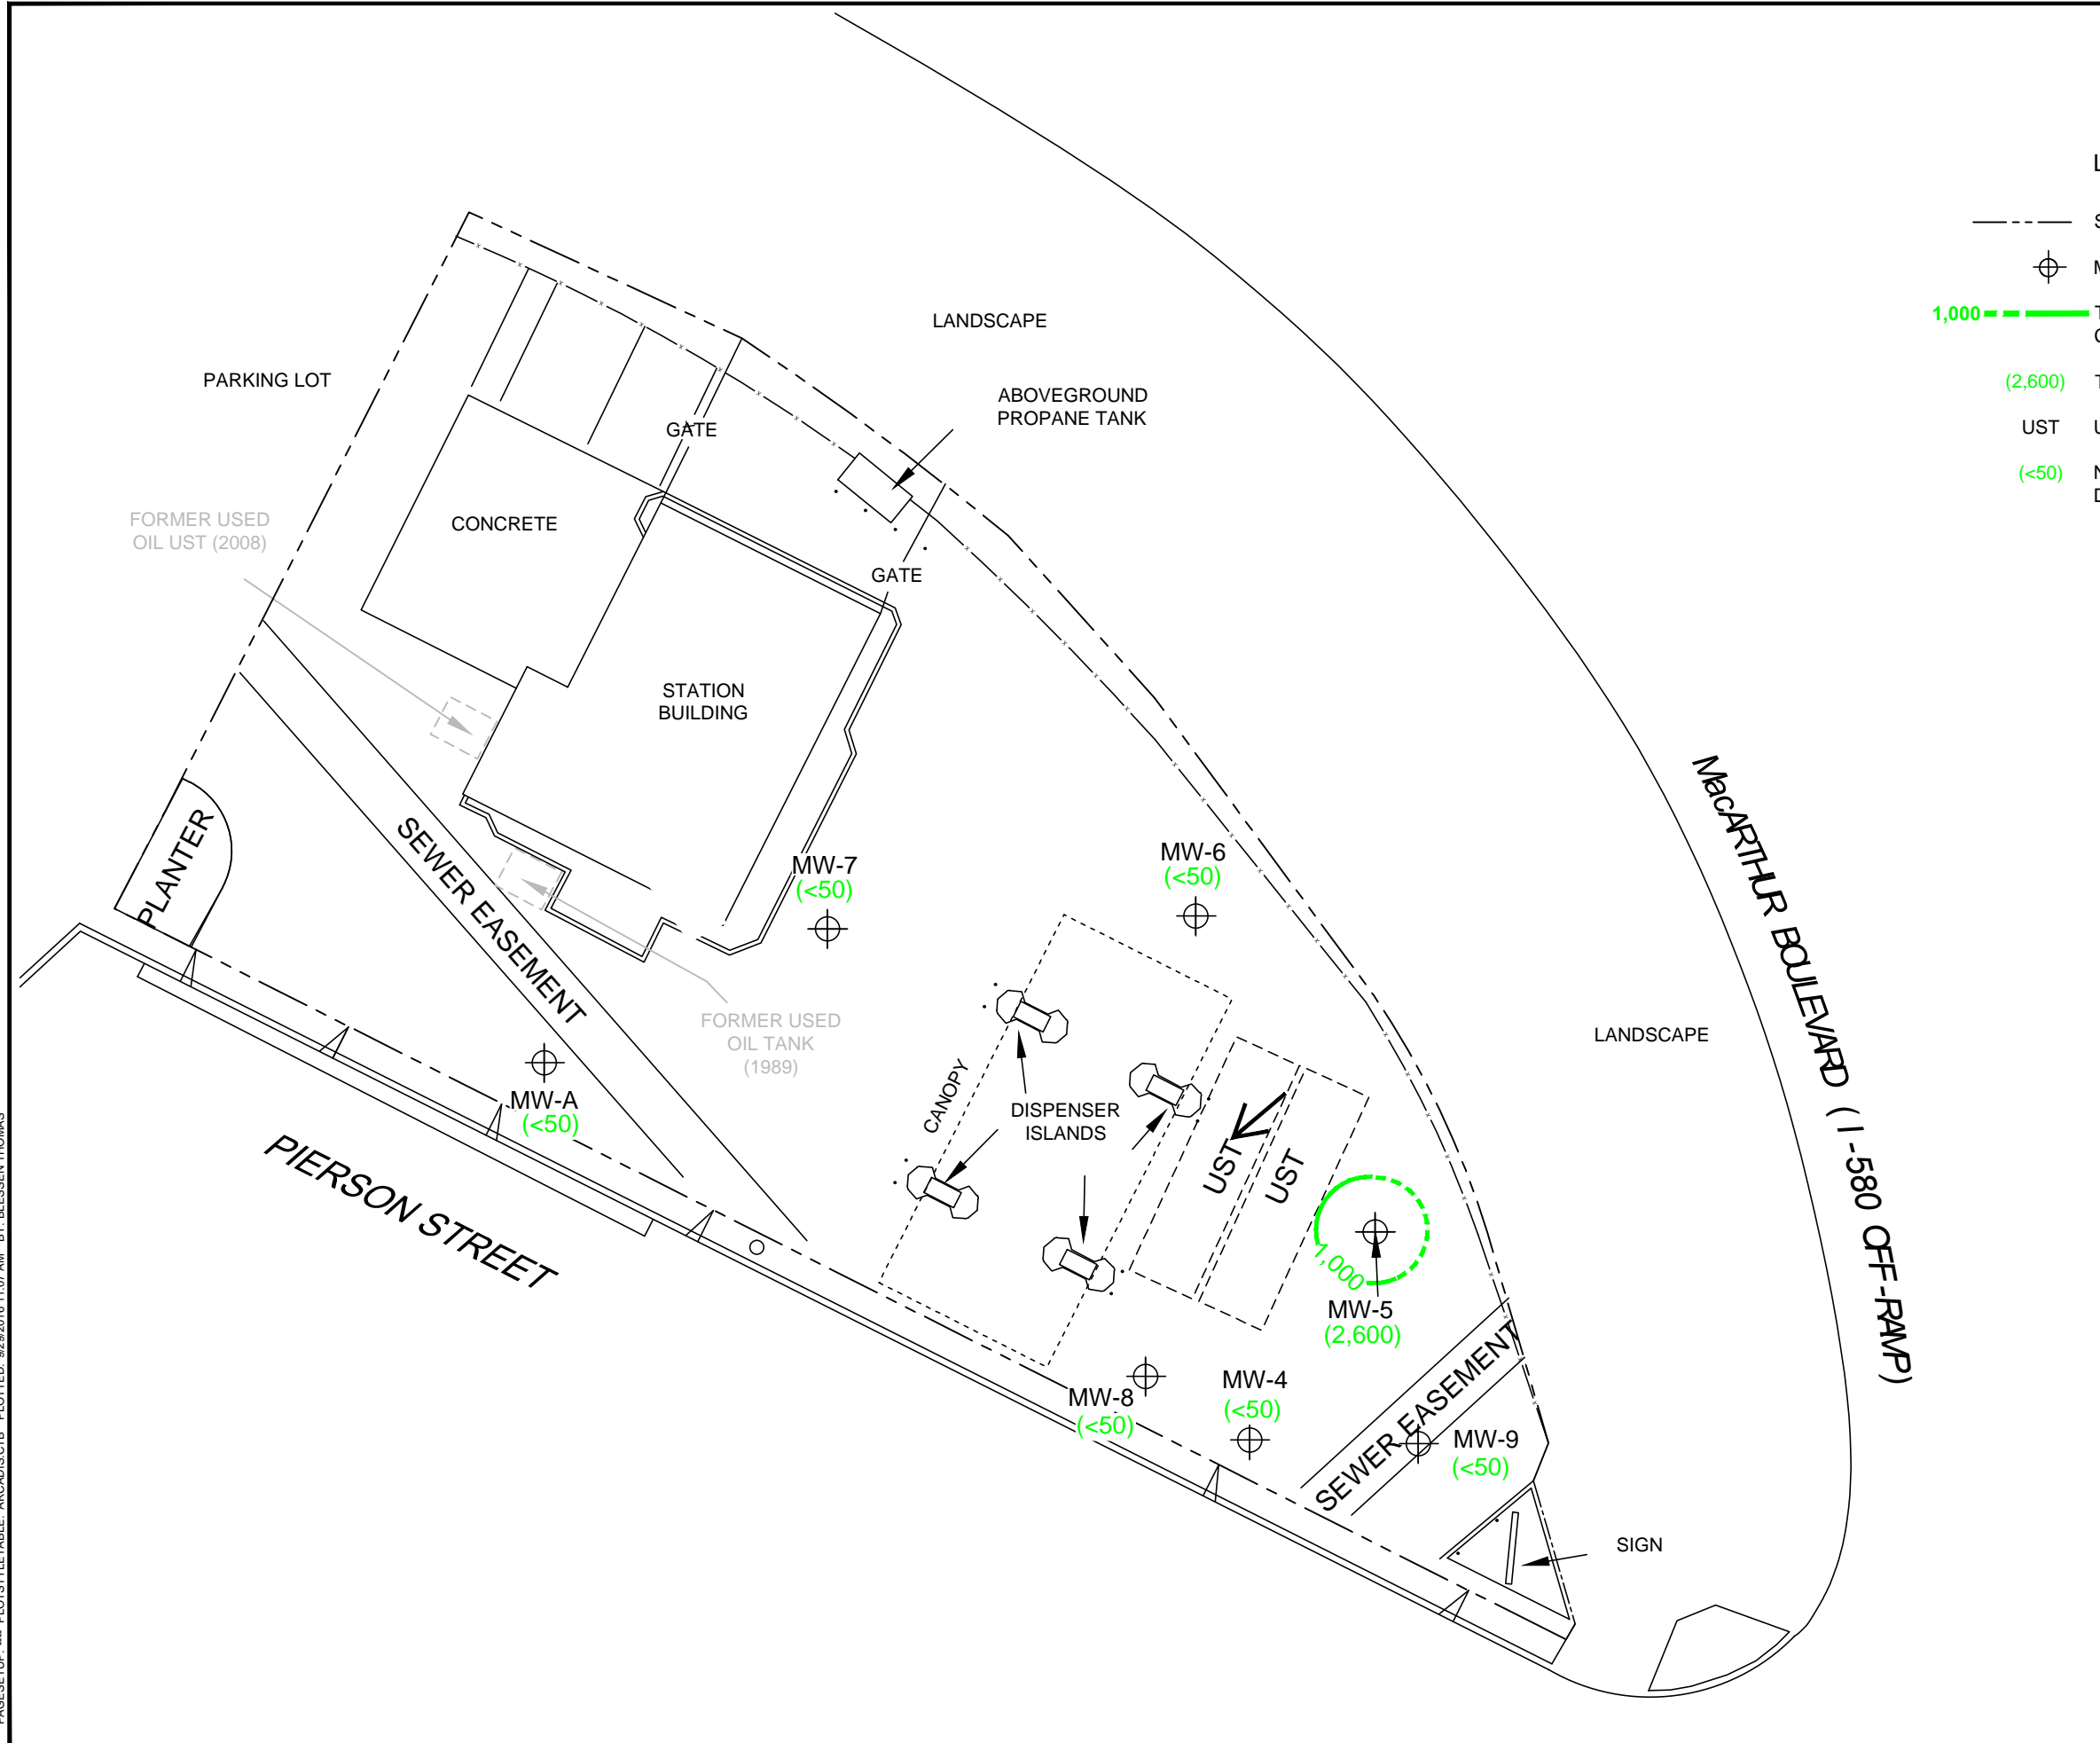 LANDSCAPE
PARKING LOT
ABOVEGROUND
PROPANE TANK
GATE
FORMER USED
OIL UST (2008)
CONCRETE
GATE
STATION
BUILDING
PLANTER
SEWER EASEMENT
MW-7
(<50)
MW-6
(<50)
FORMER USED
OIL TANK
(1989)
MW-A
(<50)
PIERSON STREET
CANOPY
DISPENSER
ISLANDS
UST
UST
1,000
MW-5
(2,600)
MW-8
(<50)
MW-4
(<50)
SEWER EASEMENT
MW-9
(<50)
SIGN
LANDSCAPE
MacARTHUR BOULEVARD (I-580 OFF-RAMP)
1,000
(2,600)
UST
(<50)